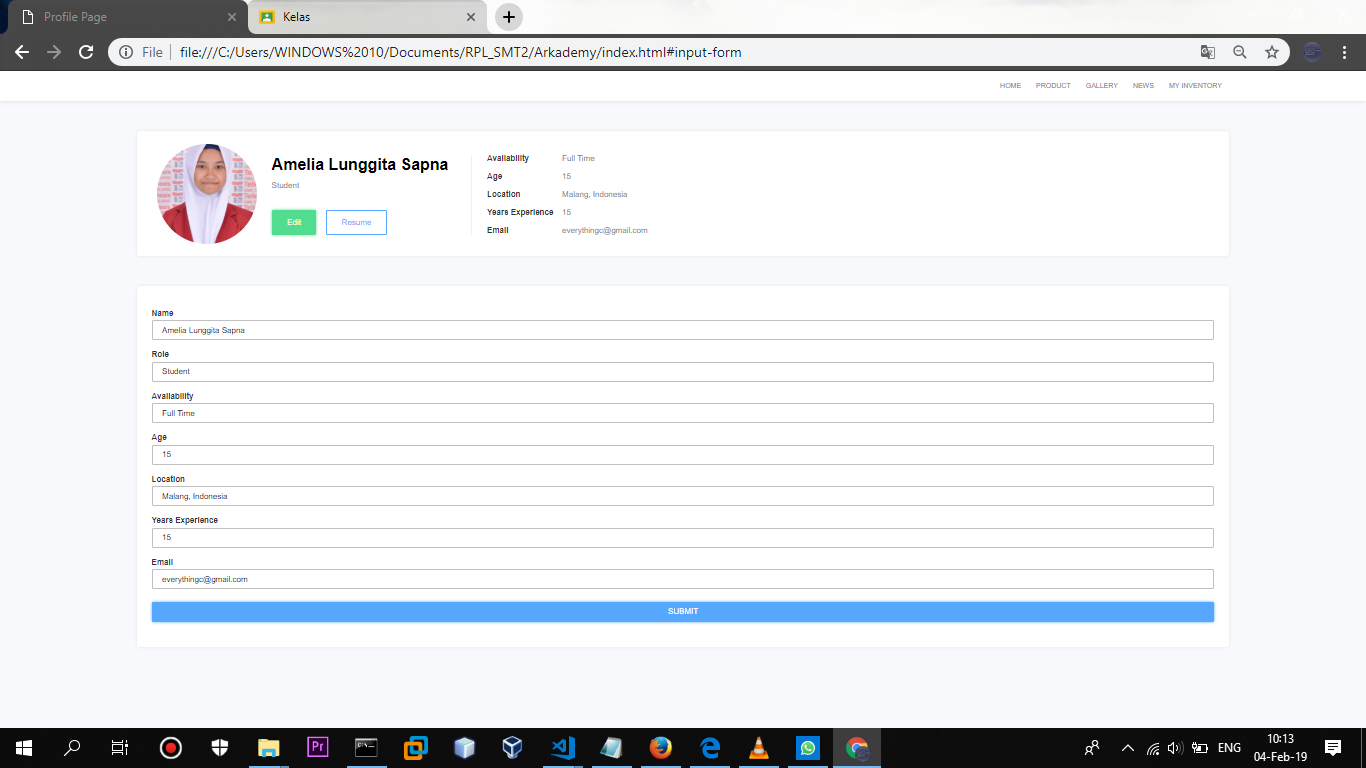 Profile Page
Kelas
File
file:///C:/Users/WINDOWS%2010/Documents/RPL_SMT2/Arkademy/index.html#input-form
HOME PRODUCT GALLERY NEWS MY INVENTORY
Amelia Lunggita Sapna
Student
Edit Resume
Availability Full Time
Age 15
Location Malang, Indonesia
Years Experience 15
Email everythingc@gmail.com
Name
Amelia Lunggita Sapna
Role
Student
Availability
Full Time
Age
15
Location
Malang, Indonesia
Years Experience
15
Email
everythingc@gmail.com
SUBMIT
Pr
ENG
10:13
04-Feb-19